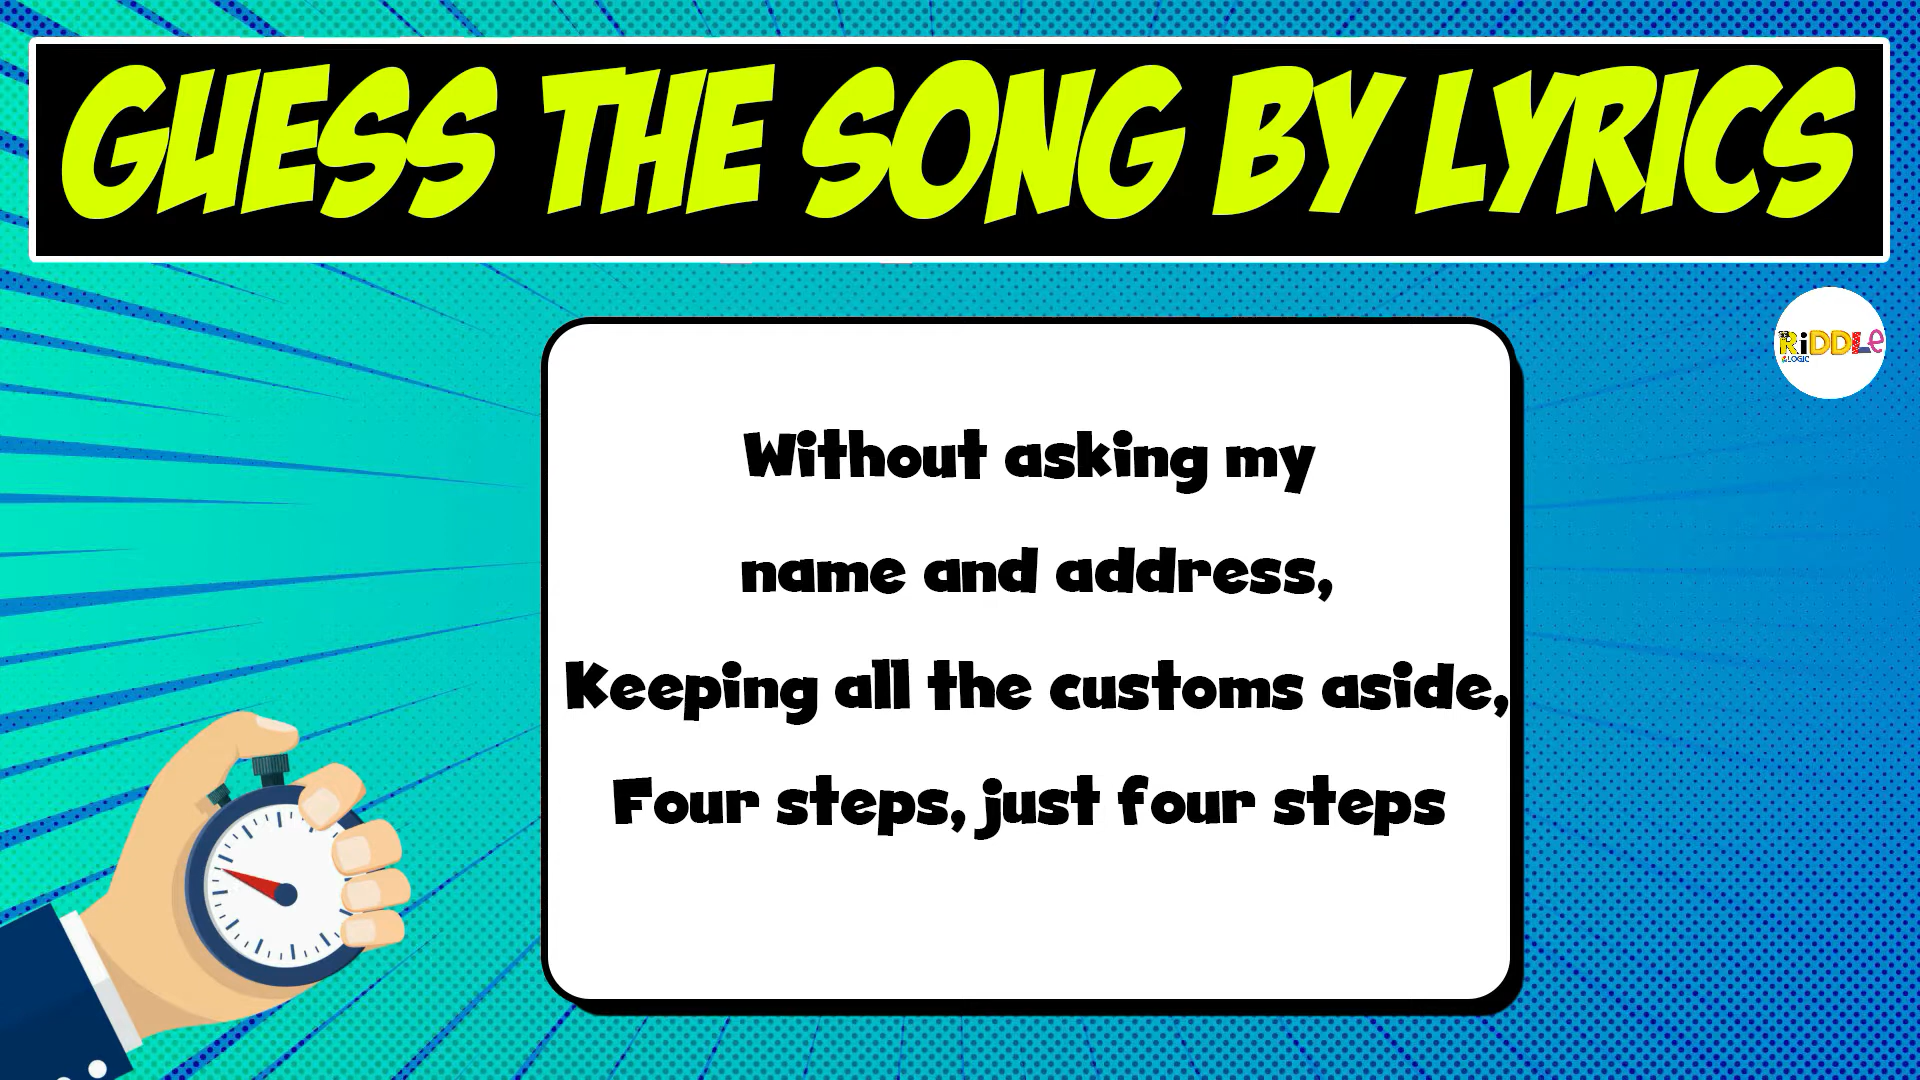 GUESS THE SONG BY LYRICS
RiDDLe
&LOGIC
Without asking my
name and address,
Keeping all the customs aside,
Four steps, just four steps